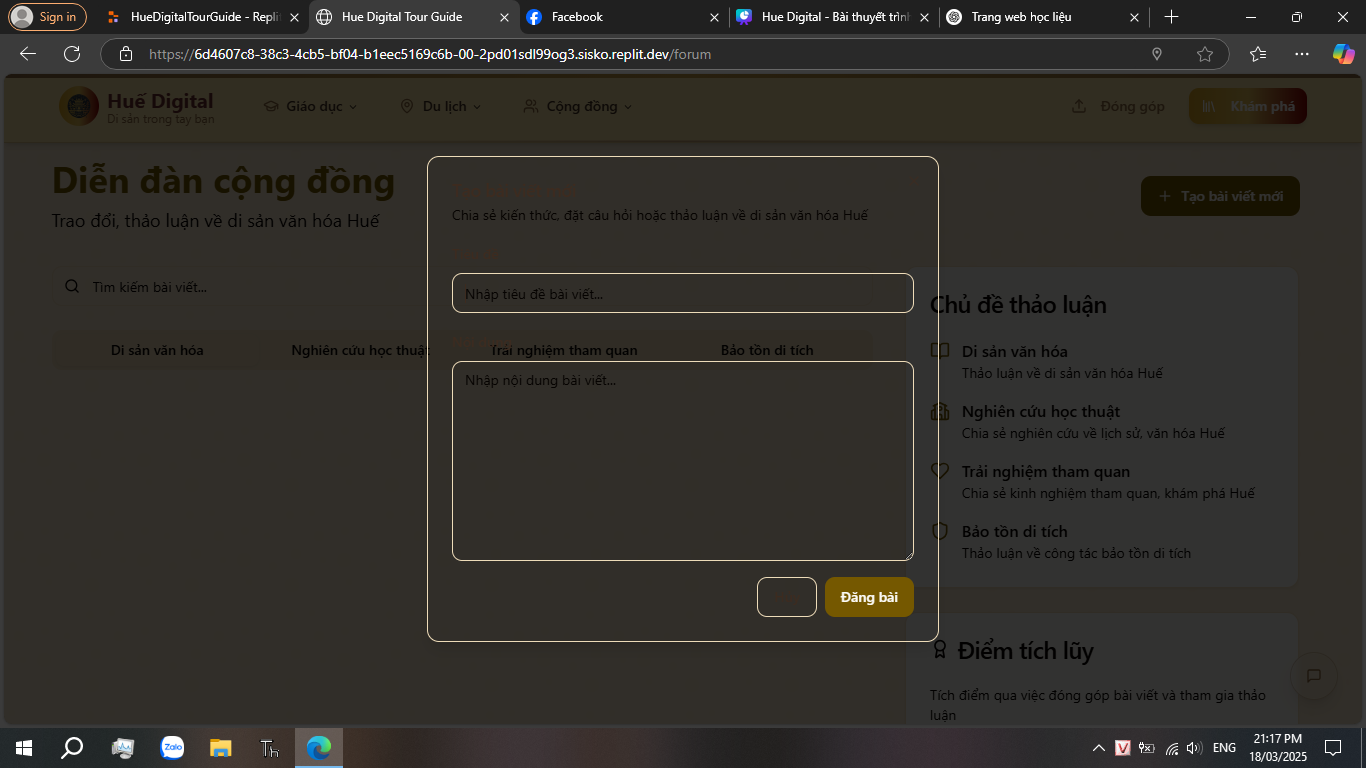 Sign in
HueDigitalTourGuide - Replit
Hue Digital Tour Guide
Facebook
Hue Digital - Bài thuyết trình
Trang web học liệu
https://6d4607c8-38c3-4cb5-bf04-b1eec5169c6b-00-2pd01sdl99og3.sisko.replit.dev/forum
Huế Digital
Di sản trong tay bạn
Giáo dục
Du lịch
Cộng đồng
Đóng góp
Khám phá
Diễn đàn cộng đồng
Trao đổi, thảo luận về di sản văn hóa Huế
Tạo bài viết mới
Chia sẻ kiến thức, đặt câu hỏi hoặc thảo luận về di sản văn hóa Huế
Tìm kiếm bài viết...
Nhập tiêu đề bài viết...
Di sản văn hóa
Nghiên cứu học thuật
Trải nghiệm tham quan
Bảo tồn di tích
Nhập nội dung bài viết...
Đăng bài
Chủ đề thảo luận
Di sản văn hóa
Thảo luận về di sản văn hóa Huế
Nghiên cứu học thuật
Chia sẻ nghiên cứu về lịch sử, văn hóa Huế
Trải nghiệm tham quan
Chia sẻ kinh nghiệm tham quan, khám phá Huế
Bảo tồn di tích
Thảo luận về công tác bảo tồn di tích
Điểm tích lũy
Tích điểm qua việc đóng góp bài viết và tham gia thảo
luận
Zalo
Th
V
ENG
21:17 PM
18/03/2025